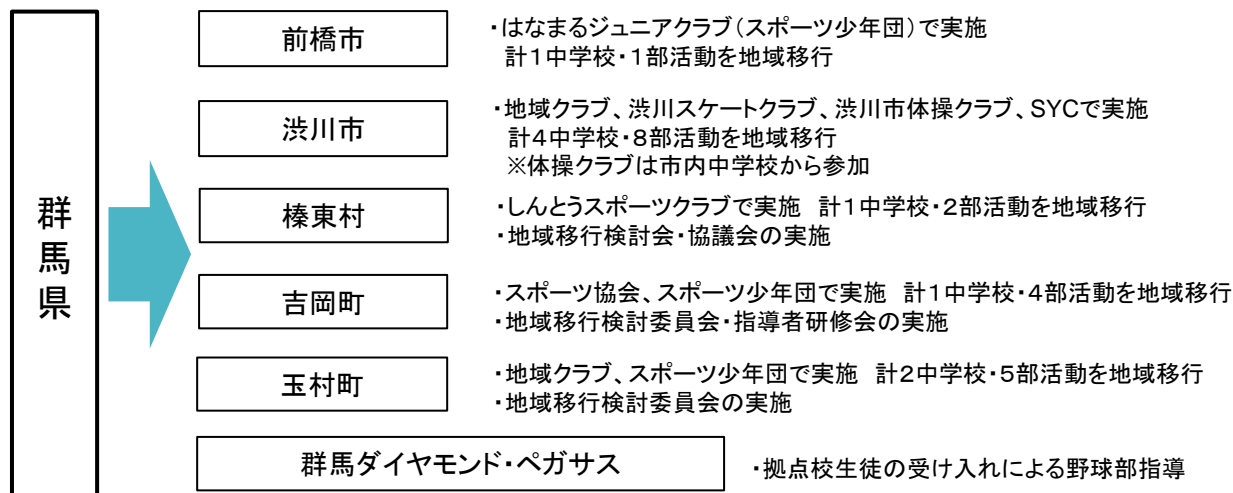 群馬県
前橋市
・はなまるジュニアクラブ(スポーツ少年団)で実施
計1中学校・1部活動を地域移行
渋川市
・地域クラブ、渋川スケートクラブ、渋川市体操クラブ、SYCで実施
計4中学校・8部活動を地域移行
※体操クラブは市内中学校から参加
榛東村
・しんとうスポーツクラブで実施 計1中学校・2部活動を地域移行
・地域移行検討会・協議会の実施
吉岡町
・スポーツ協会、スポーツ少年団で実施 計1中学校・4部活動を地域移行
・地域移行検討委員会・指導者研修会の実施
玉村町
・地域クラブ、スポーツ少年団で実施 計2中学校・5部活動を地域移行
・地域移行検討委員会の実施
群馬ダイヤモンド・ペガサス
・拠点校生徒の受け入れによる野球部指導